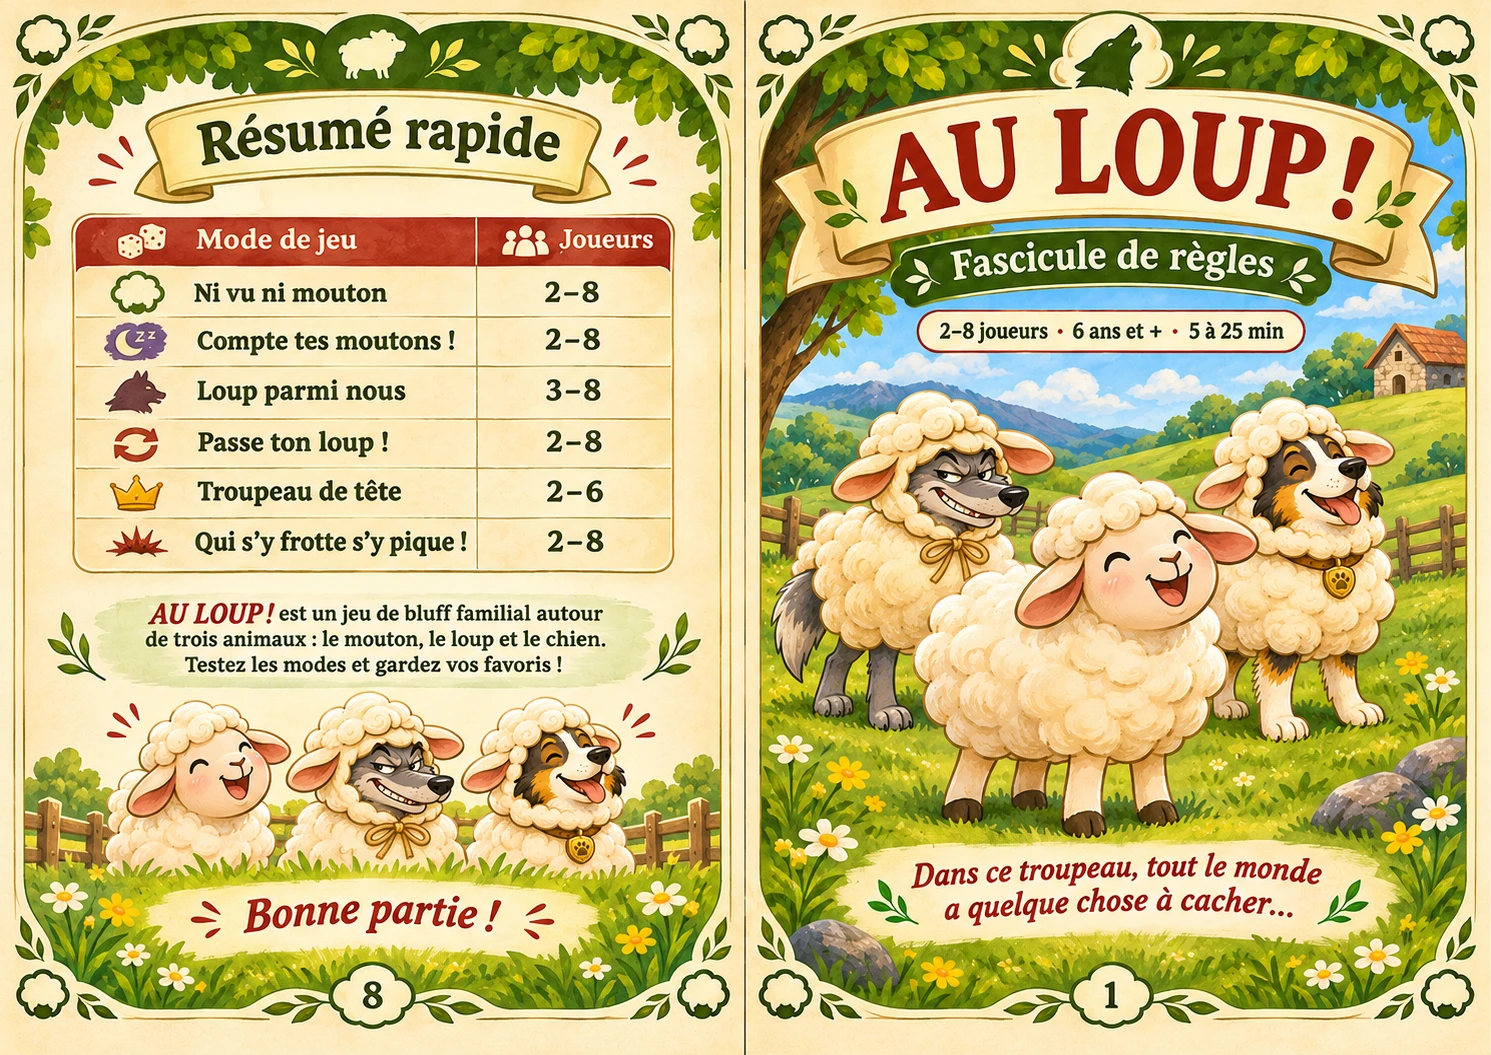 Résumé rapide
Mode de jeu Joueurs
Ni vu ni mouton 2–8
zzz
Compte tes moutons ! 2–8
Loup parmi nous 3–8
Passe ton loup ! 2–8
Troupeau de tête 2–6
Qui s'y frotte s'y pique ! 2–8
AU LOUP ! est un jeu de bluff familial autour
de trois animaux : le mouton, le loup et le chien.
Testez les modes et gardez vos favoris !
Bonne partie !
8
AU LOUP !
Fascicule de règles
2–8 joueurs • 6 ans et + • 5 à 25 min
Dans ce troupeau, tout le monde
a quelque chose à cacher...
1